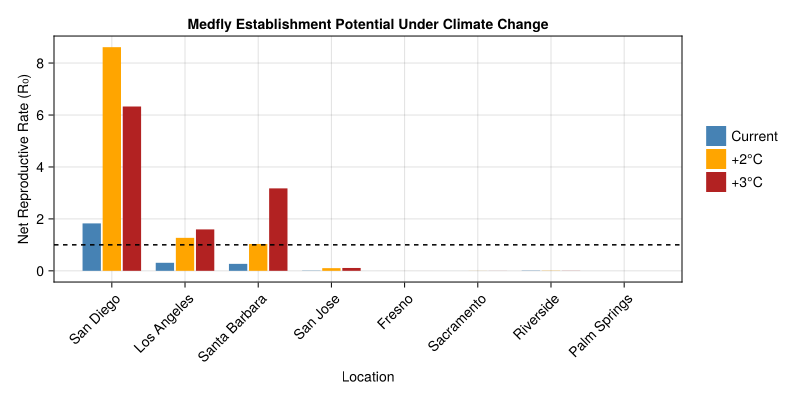 Medfly Establishment Potential Under Climate Change
Net Reproductive Rate (R₀)
8
6
4
2
0
San Diego
Los Angeles
Santa Barbara
San Jose
Fresno
Sacramento
Riverside
Palm Springs
Location
Current
+2°C
+3°C